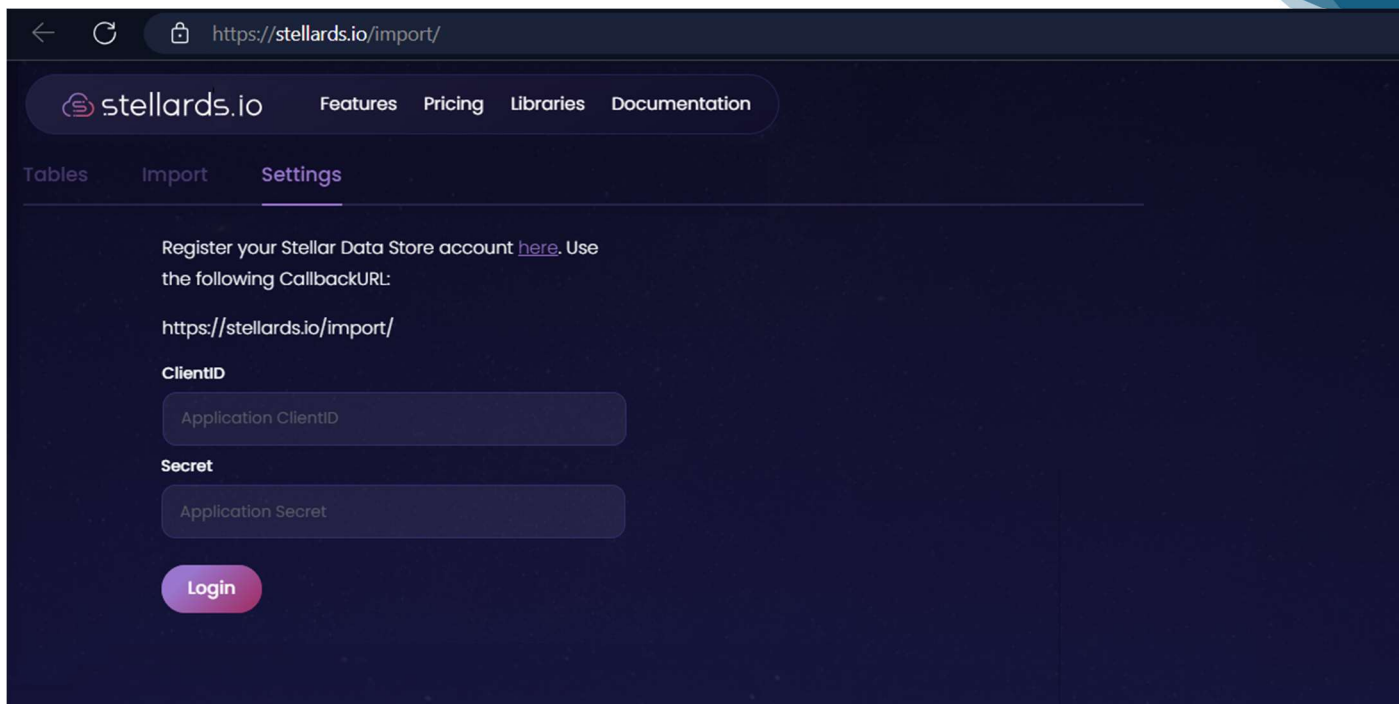 https://stellards.io/import/
stellards.io Features Pricing Libraries Documentation
Tables Import Settings
Register your Stellar Data Store account here. Use
the following CallbackURL:
https://stellards.io/import/
ClientID
Application ClientID
Secret
Application Secret
Login